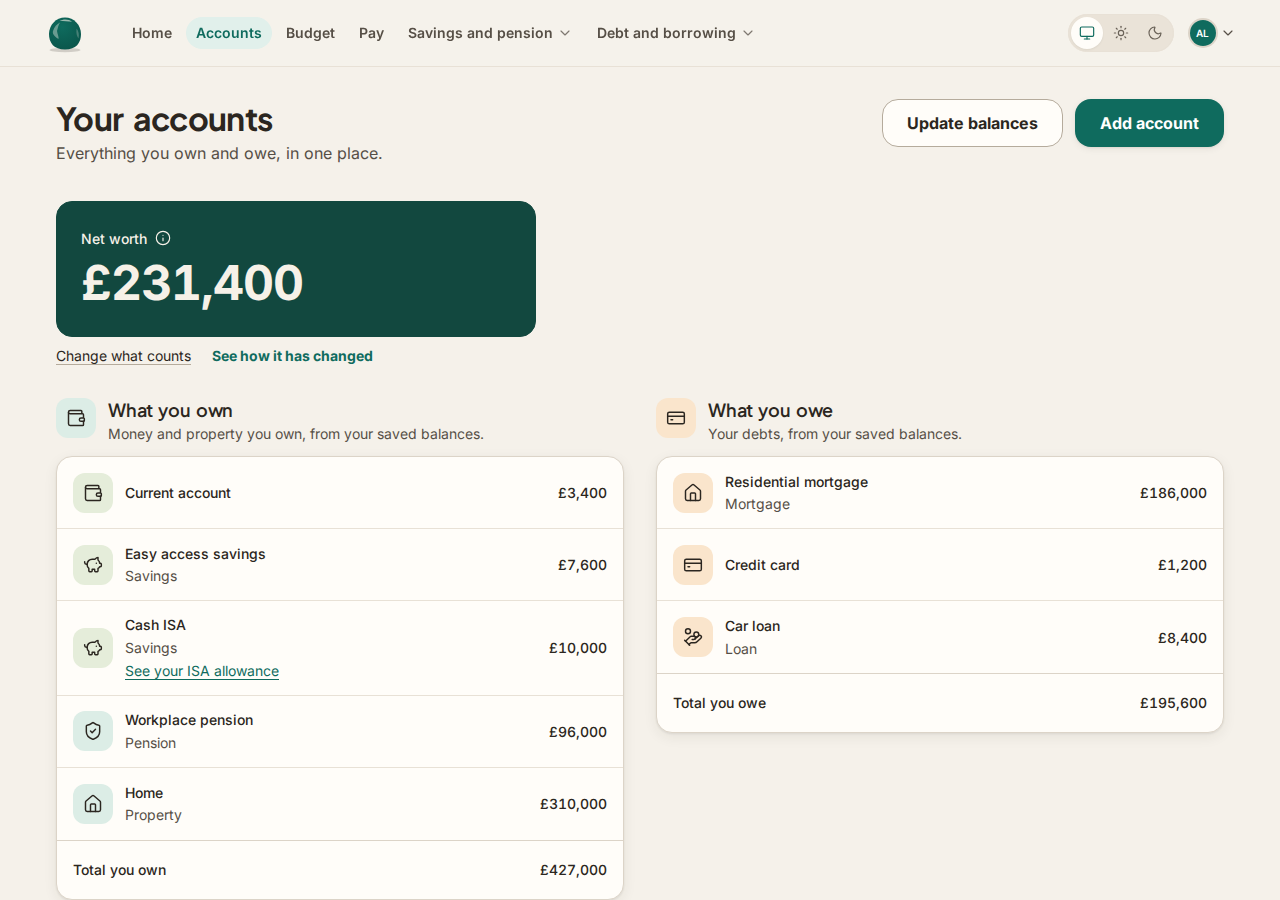 Home
Accounts
Budget
Pay
Savings and pension
Debt and borrowing
AL
Your accounts
Everything you own and owe, in one place.
Update balances
Add account
Net worth
£231,400
Change what counts
See how it has changed
What you own
Money and property you own, from your saved balances.
Current account
£3,400
Easy access savings
Savings
£7,600
Cash ISA
Savings
See your ISA allowance
£10,000
Workplace pension
Pension
£96,000
Home
Property
£310,000
Total you own
£427,000
What you owe
Your debts, from your saved balances.
Residential mortgage
Mortgage
£186,000
Credit card
£1,200
Car loan
Loan
£8,400
Total you owe
£195,600